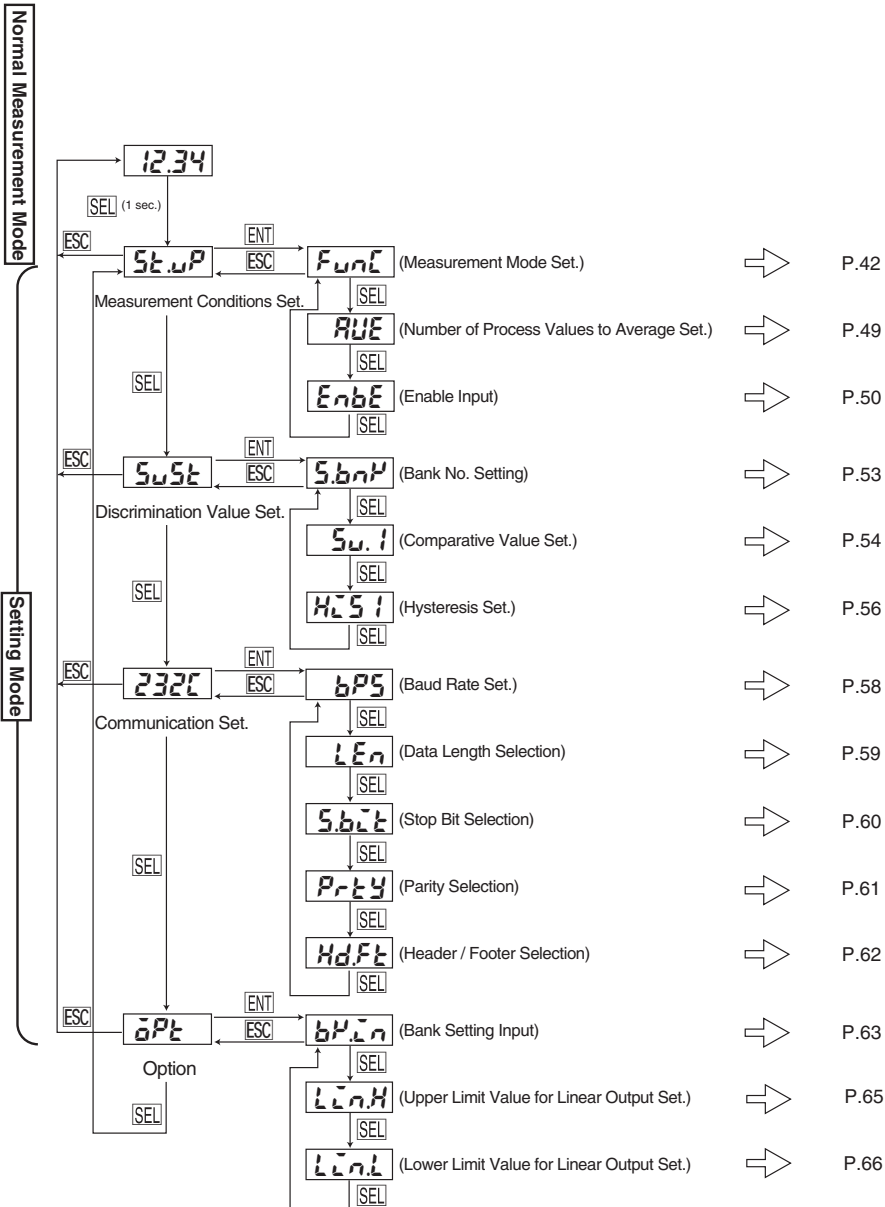 Normal Measurement Mode
12.34
SEL (1 sec.)
ESC
St.uP
ENT
ESC
FunC (Measurement Mode Set.) P.42
Measurement Conditions Set.
SEL
AVE (Number of Process Values to Average Set.) P.49
SEL
SEL
EnbE (Enable Input) P.50
SEL
ESC
SuSt
ENT
ESC
S.bnK (Bank No. Setting) P.53
Discrimination Value Set.
SEL
Su. 1 (Comparative Value Set.) P.54
SEL
SEL
HiS 1 (Hysteresis Set.) P.56
SEL
Setting Mode
ESC
232C
ENT
ESC
bPS (Baud Rate Set.) P.58
Communication Set.
SEL
LEn (Data Length Selection) P.59
SEL
S.bit (Stop Bit Selection) P.60
SEL
SEL
PrtY (Parity Selection) P.61
SEL
Hd.Ft (Header / Footer Selection) P.62
SEL
ESC
oPt
ENT
ESC
bK.in (Bank Setting Input) P.63
Option
SEL
Lin.H (Upper Limit Value for Linear Output Set.) P.65
SEL
SEL
Lin.L (Lower Limit Value for Linear Output Set.) P.66
SEL